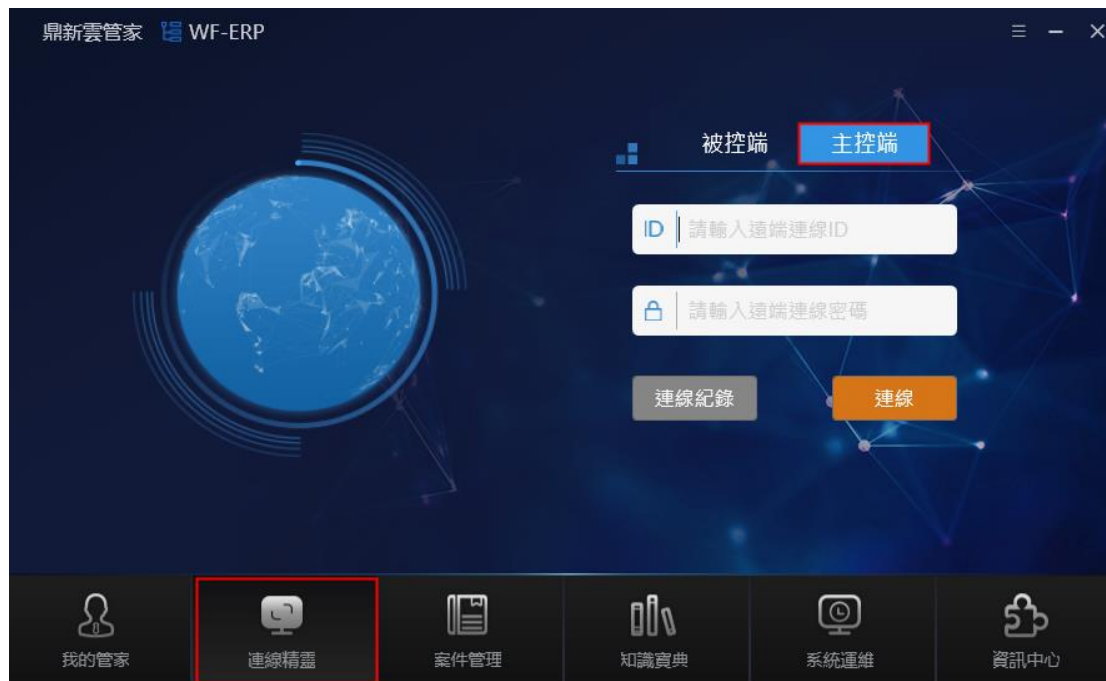 鼎新雲管家 WF-ERP
被控端 主控端
ID 請輸入遠端連線ID
請輸入遠端連線密碼
連線紀錄 連線
我的管家 連線精靈 案件管理 知識寶典 系統運維 資訊中心